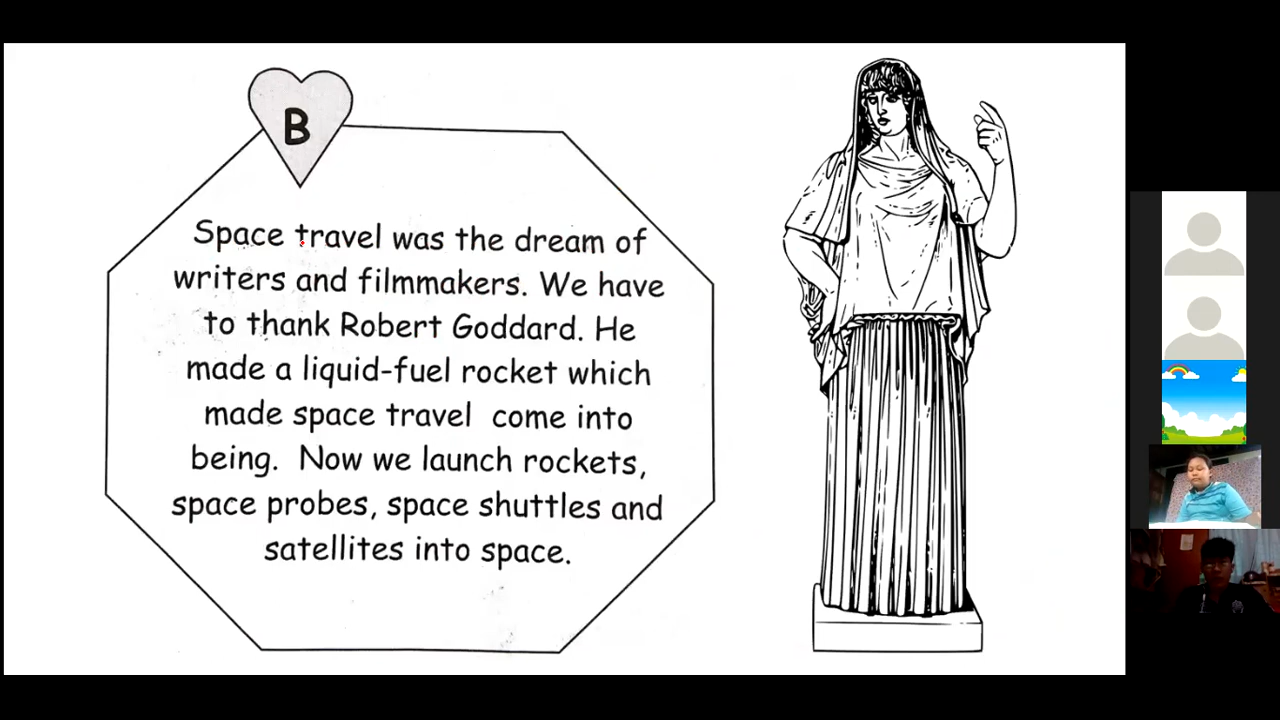 B
Space travel was the dream of
writers and filmmakers. We have
to thank Robert Goddard. He
made a liquid-fuel rocket which
made space travel come into
being. Now we launch rockets,
space probes, space shuttles and
satellites into space.